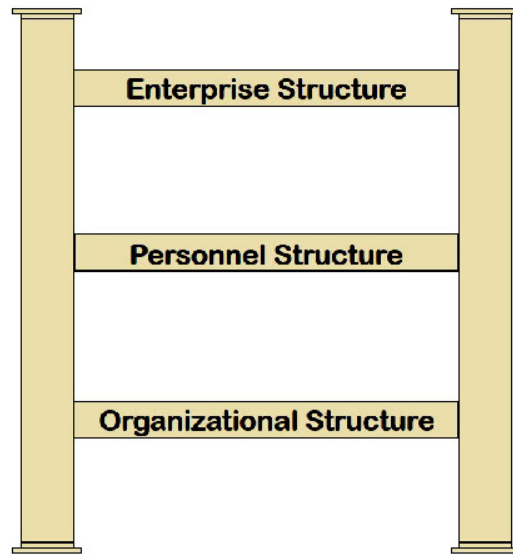 Enterprise Structure
Personnel Structure
Organizational Structure